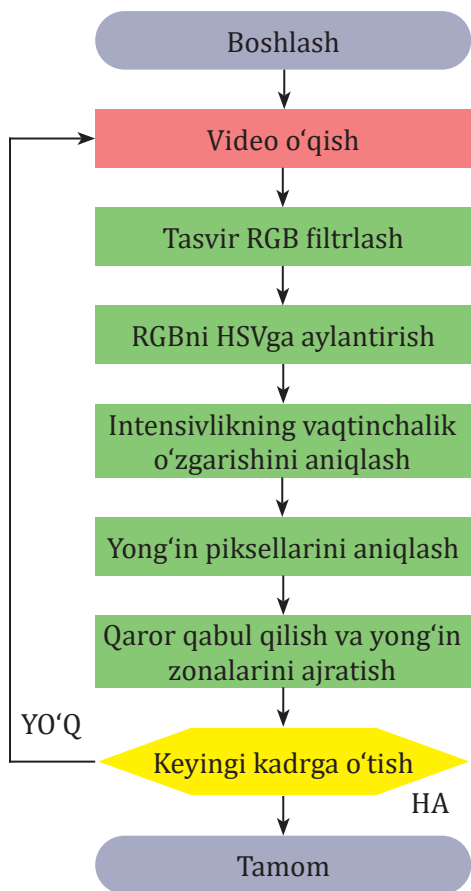 Boshlash
Video o‘qish
Tasvir RGB filtrlash
RGBni HSVga aylantirish
Intensivlikning vaqtinchalik
o‘zgarishini aniqlash
Yong‘in piksellarini aniqlash
Qaror qabul qilish va yong‘in
zonalarini ajratish
YO‘Q
Keyingi kadrga o‘tish
HA
Tamom